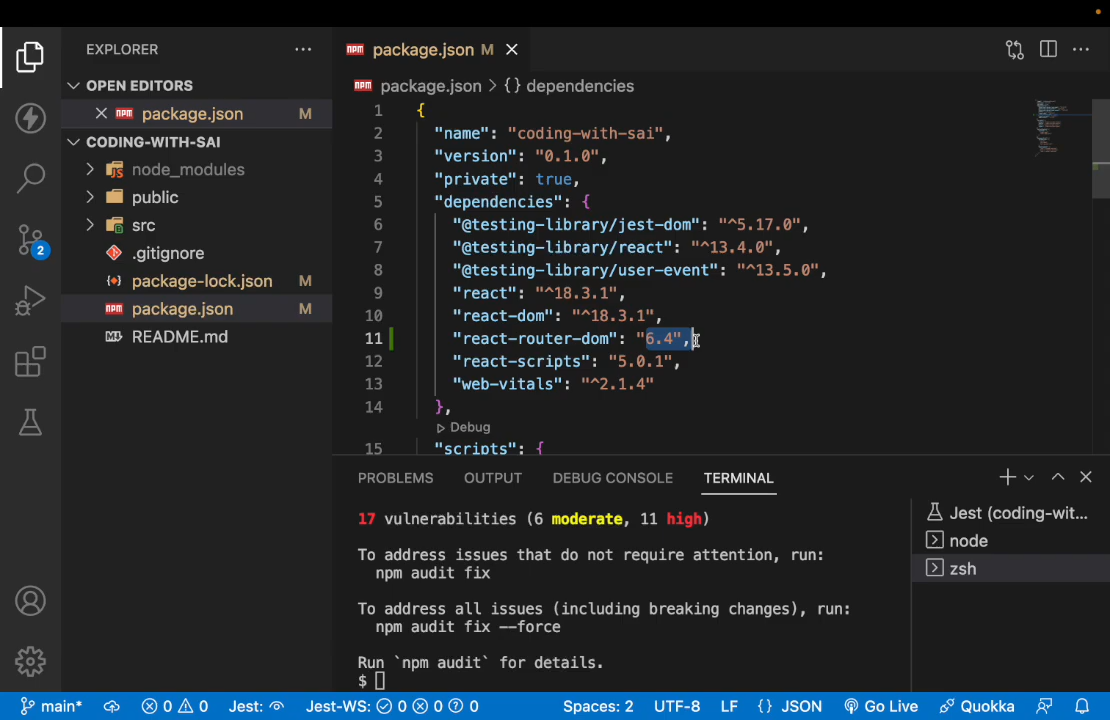 EXPLORER
OPEN EDITORS
package.json M
CODING-WITH-SAI
node_modules
public
src
.gitignore
package-lock.json M
package.json M
README.md
2
npm package.json M
npm package.json > {} dependencies
1 {
2 "name": "coding-with-sai",
3 "version": "0.1.0",
4 "private": true,
5 "dependencies": {
6 "@testing-library/jest-dom": "^5.17.0",
7 "@testing-library/react": "^13.4.0",
8 "@testing-library/user-event": "^13.5.0",
9 "react": "^18.3.1",
10 "react-dom": "^18.3.1",
11 "react-router-dom": "6.4",
12 "react-scripts": "5.0.1",
13 "web-vitals": "^2.1.4"
14 },
Debug
15 "scripts": {
PROBLEMS OUTPUT DEBUG CONSOLE TERMINAL
17 vulnerabilities (6 moderate, 11 high)
To address issues that do not require attention, run:
npm audit fix
To address all issues (including breaking changes), run:
npm audit fix --force
Run `npm audit` for details.
$
Jest (coding-wit...
node
zsh
main* 0 0 Jest: Jest-WS: 0 0 0 Spaces: 2 UTF-8 LF {} JSON Go Live Quokka